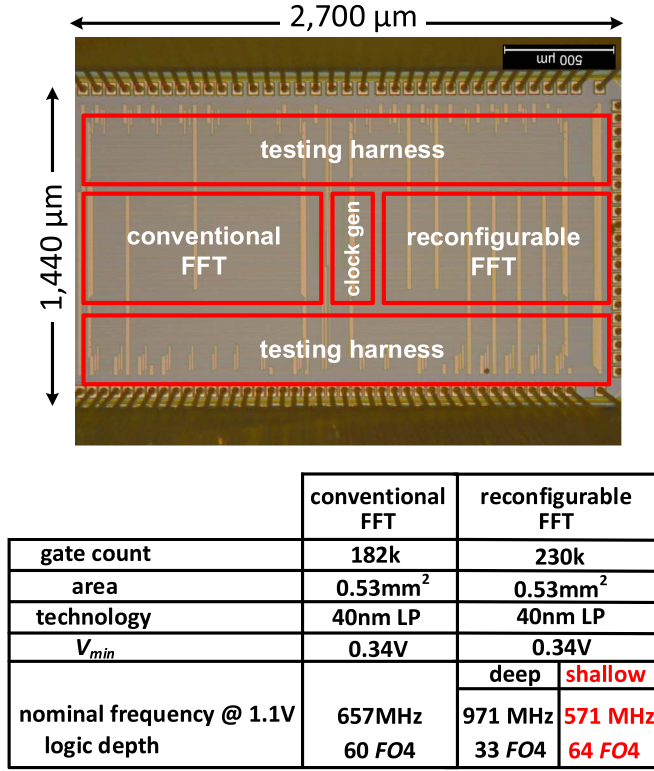 2,700 µm
500 µm
1,440 µm
testing harness
conventional
FFT
clock gen
reconfigurable
FFT
testing harness
conventional
FFT
reconfigurable
FFT
gate count 182k 230k
area 0.53mm² 0.53mm²
technology 40nm LP 40nm LP
Vmin 0.34V 0.34V
deep shallow
nominal frequency @ 1.1V 657MHz 971 MHz 571 MHz
logic depth 60 FO4 33 FO4 64 FO4